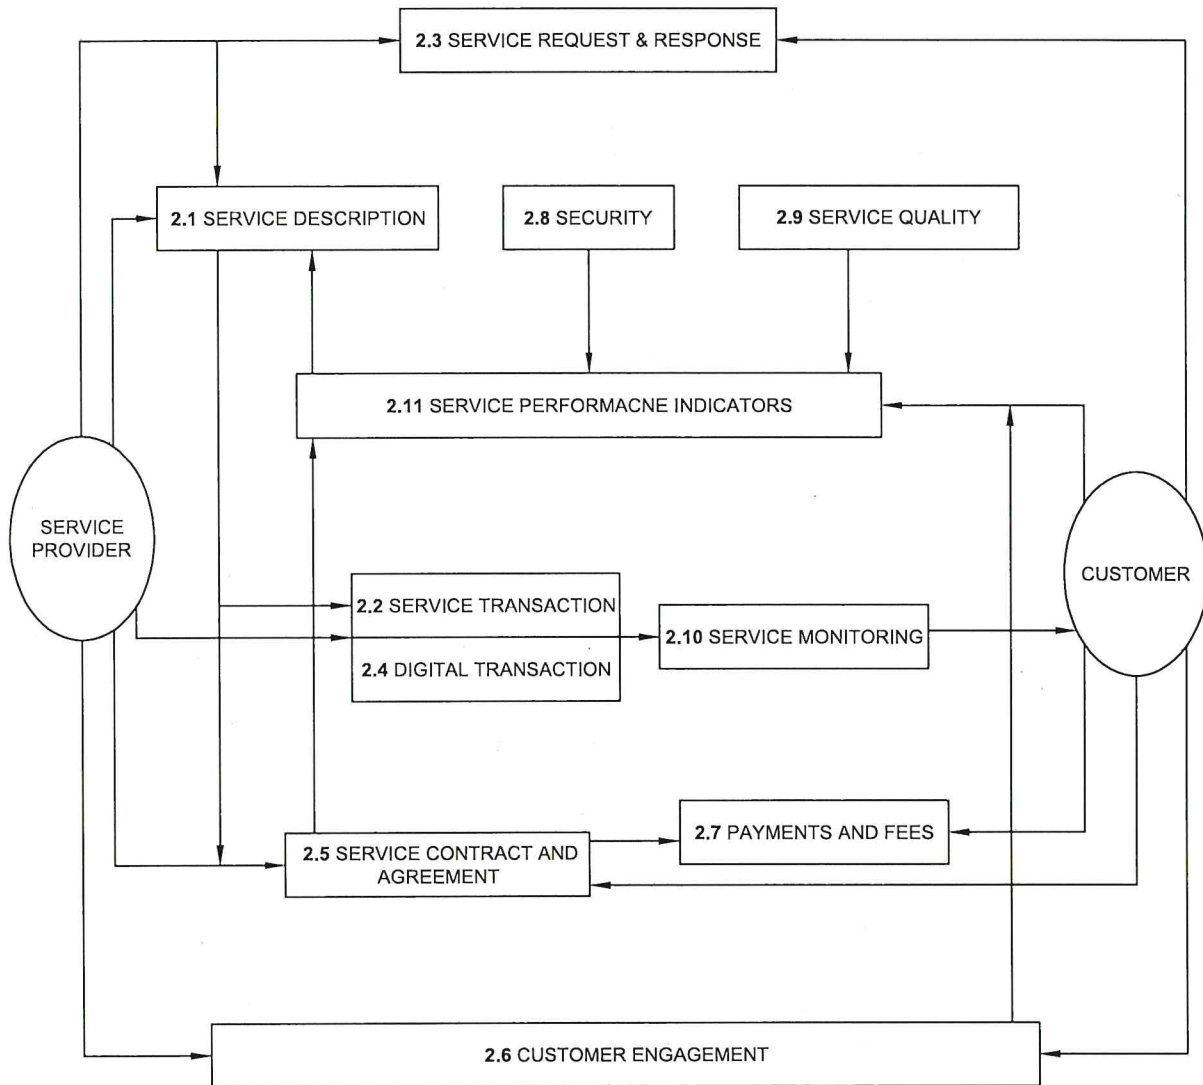 2.3 SERVICE REQUEST & RESPONSE
2.1 SERVICE DESCRIPTION
2.8 SECURITY
2.9 SERVICE QUALITY
2.11 SERVICE PERFORMACNE INDICATORS
SERVICE
PROVIDER
CUSTOMER
2.2 SERVICE TRANSACTION
2.10 SERVICE MONITORING
2.4 DIGITAL TRANSACTION
2.7 PAYMENTS AND FEES
2.5 SERVICE CONTRACT AND
AGREEMENT
2.6 CUSTOMER ENGAGEMENT